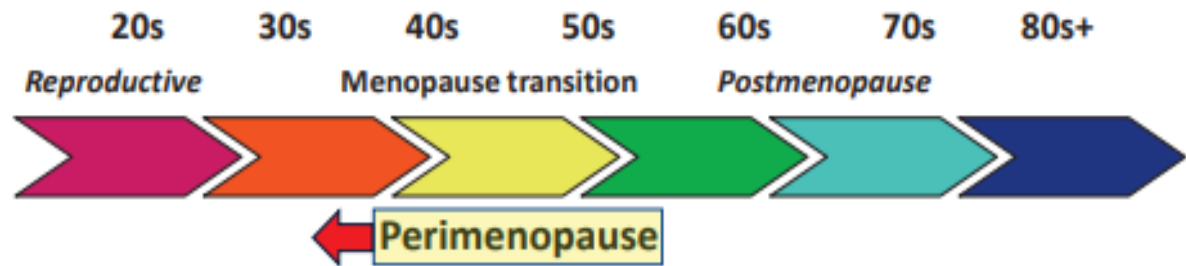 20s 30s 40s 50s 60s 70s 80s+
Reproductive Menopause transition Postmenopause
Perimenopause